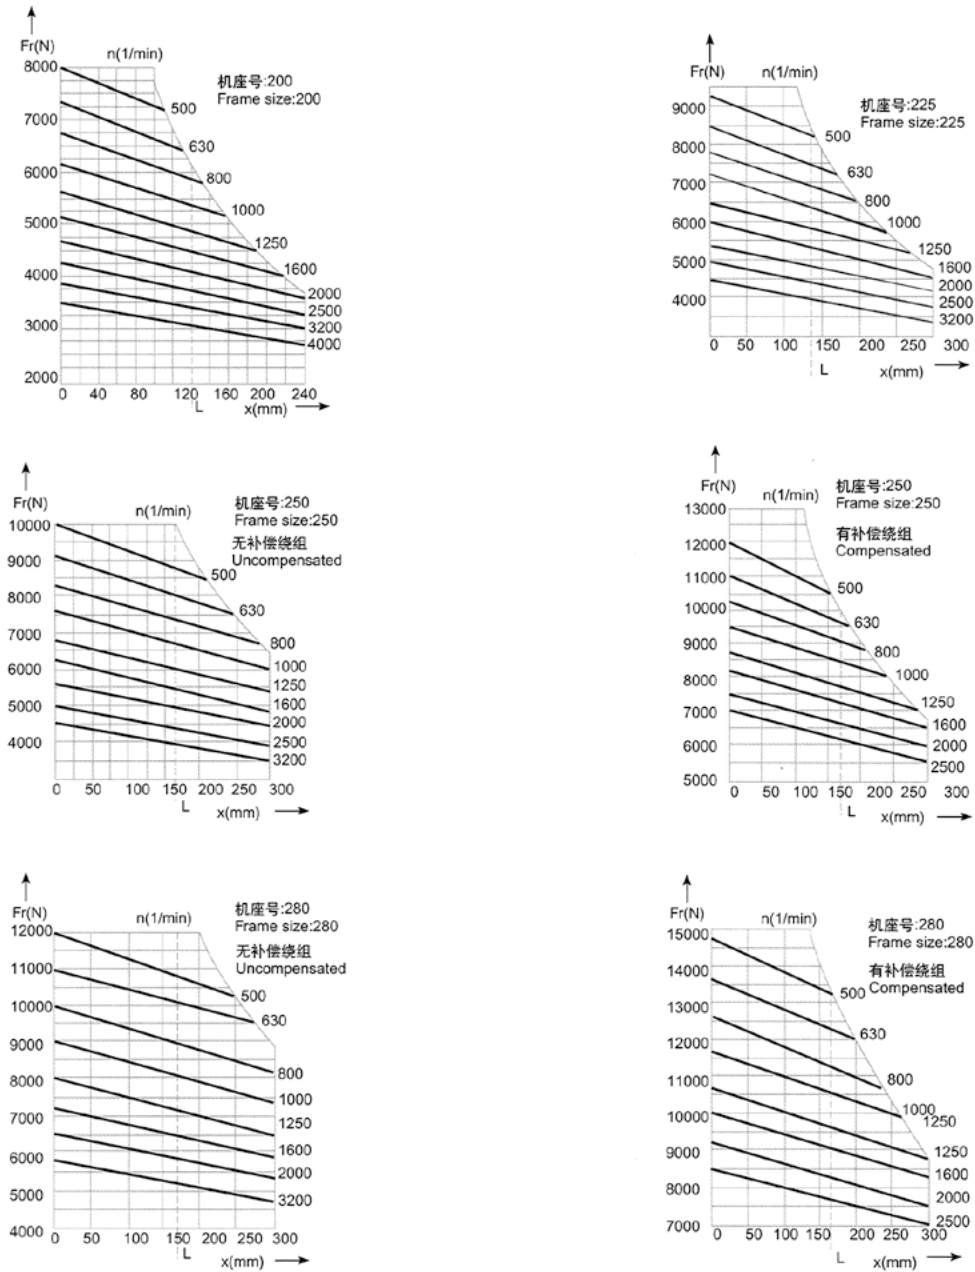 Fr(N)
n(1/min)
机座号:200
Frame size:200
8000
7000
6000
5000
4000
3000
2000
500
630
800
1000
1250
1600
2000
2500
3200
4000
0 40 80 120 160 200 240
L x(mm)
Fr(N)
n(1/min)
机座号:225
Frame size:225
9000
8000
7000
6000
5000
4000
500
630
800
1000
1250
1600
2000
2500
3200
0 50 100 150 200 250 300
L x(mm)
Fr(N)
n(1/min)
机座号:250
Frame size:250
无补偿绕组
Uncompensated
10000
9000
8000
7000
6000
5000
4000
500
630
800
1000
1250
1600
2000
2500
3200
0 50 100 150 200 250 300
L x(mm)
Fr(N)
n(1/min)
机座号:250
Frame size:250
有补偿绕组
Compensated
13000
12000
11000
10000
9000
8000
7000
6000
5000
500
630
800
1000
1250
1600
2000
2500
0 50 100 150 200 250 300
L x(mm)
Fr(N)
n(1/min)
机座号:280
Frame size:280
无补偿绕组
Uncompensated
12000
11000
10000
9000
8000
7000
6000
5000
4000
500
630
800
1000
1250
1600
2000
3200
0 50 100 150 200 250 300
L x(mm)
Fr(N)
n(1/min)
机座号:280
Frame size:280
有补偿绕组
Compensated
15000
14000
13000
12000
11000
10000
9000
8000
7000
500
630
800
1000
1250
1250
1600
2000
2500
0 50 100 150 200 250 300
L x(mm)